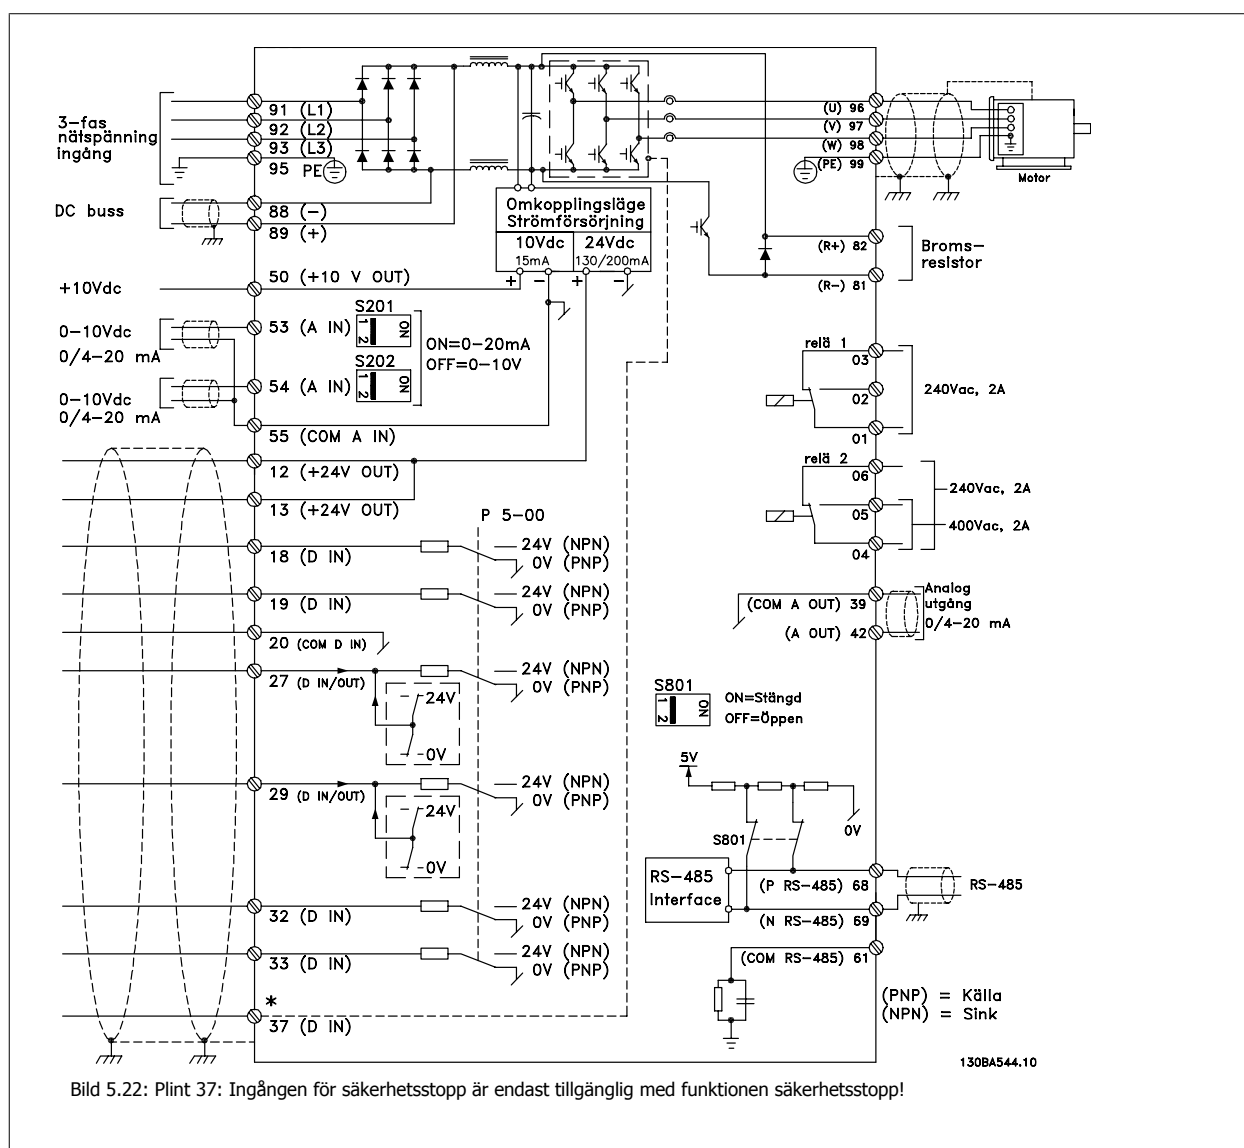 3-fas
nätspänning
ingång
91 (L1)
92 (L2)
93 (L3)
95 PE
DC buss
88 (-)
89 (+)
+10Vdc
50 (+10 V OUT)
0-10Vdc
0/4-20 mA
53 (A IN)
S201
1 2
ON
S202
1 2
ON
ON=0-20mA
OFF=0-10V
0-10Vdc
0/4-20 mA
54 (A IN)
55 (COM A IN)
12 (+24V OUT)
13 (+24V OUT)
P 5-00
18 (D IN)
24V (NPN)
0V (PNP)
19 (D IN)
24V (NPN)
0V (PNP)
20 (COM D IN)
27 (D IN/OUT)
24V (NPN)
0V (PNP)
24V
0V
29 (D IN/OUT)
24V (NPN)
0V (PNP)
24V
0V
32 (D IN)
24V (NPN)
0V (PNP)
33 (D IN)
24V (NPN)
0V (PNP)
*
37 (D IN)
Omkopplingsläge
Strömförsörjning
10Vdc
15mA
24Vdc
130/200mA
+ - + -
(U) 96
(V) 97
(W) 98
(PE) 99
Motor
(R+) 82
(R-) 81
Broms-
resistor
relä 1
03
02
01
240Vac, 2A
relä 2
06
05
04
240Vac, 2A
400Vac, 2A
(COM A OUT) 39
(A OUT) 42
Analog
utgång
0/4-20 mA
S801
1 2
ON
ON=Stängd
OFF=Öppen
5V
S801
0V
RS-485
Interface
(P RS-485) 68
(N RS-485) 69
(COM RS-485) 61
RS-485
(PNP) = Källa
(NPN) = Sink
130BA544.10
Bild 5.22: Plint 37: Ingången för säkerhetsstopp är endast tillgänglig med funktionen säkerhetsstopp!